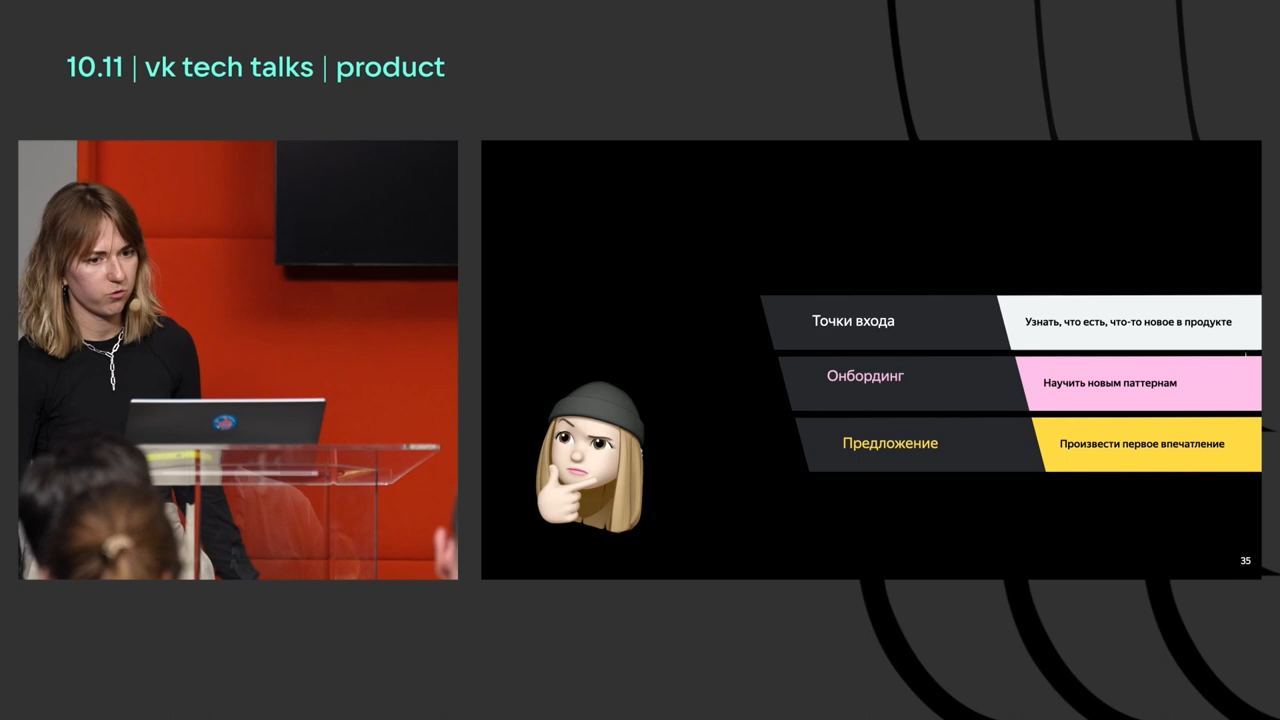 10.11 | vk tech talks | product
Точки входа
Узнать, что есть, что-то новое в продукте
Онбординг
Научить новым паттернам
Предложение
Произвести первое впечатление
35